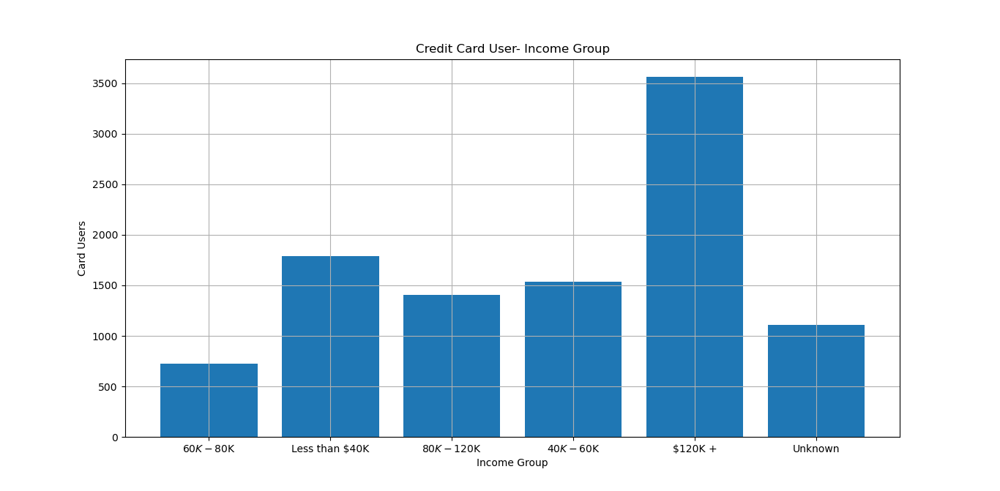 Credit Card User- Income Group
3500
3000
2500
2000
1500
1000
500
0
Card Users
60K − 80K
Less than $40K
80K − 120K
40K − 60K
$120K +
Unknown
Income Group